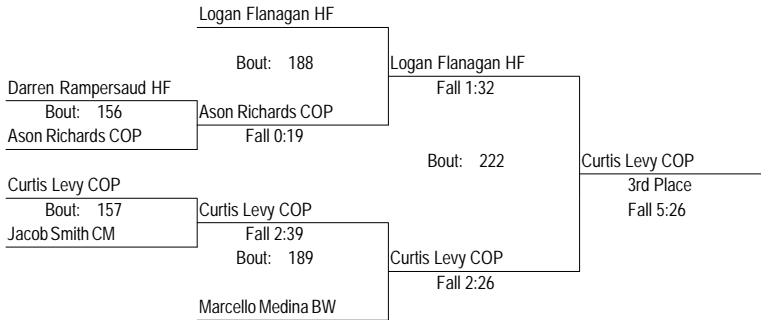 Logan Flanagan HF
Bout: 188
Logan Flanagan HF
Fall 1:32
Darren Rampersaud HF
Bout: 156
Ason Richards COP
Ason Richards COP
Fall 0:19
Bout: 222
Curtis Levy COP
3rd Place
Fall 5:26
Curtis Levy COP
Bout: 157
Jacob Smith CM
Curtis Levy COP
Fall 2:39
Bout: 189
Curtis Levy COP
Fall 2:26
Marcello Medina BW